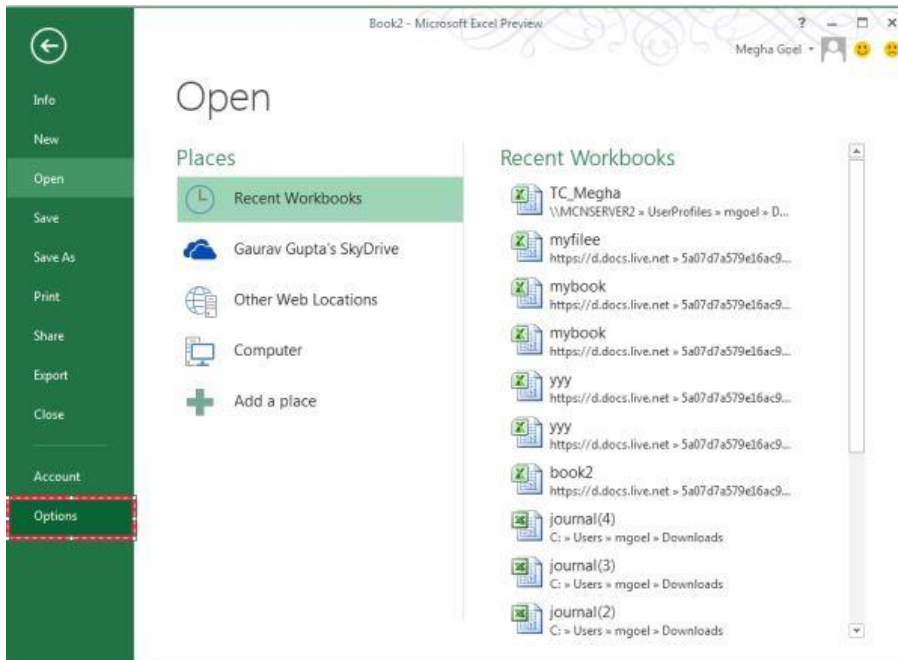 Book2 - Microsoft Excel Preview
?
Megha Goel
Info
New
Open
Save
Save As
Print
Share
Export
Close
Account
Options
Open
Places
Recent Workbooks
Gaurav Gupta's SkyDrive
Other Web Locations
Computer
Add a place
Recent Workbooks
TC_Megha
\\MCNSERVER2 » UserProfiles » mgoel » D...
myfilee
https://d.docs.live.net » 5a07d7a579e16ac9...
mybook
https://d.docs.live.net » 5a07d7a579e16ac9...
mybook
https://d.docs.live.net » 5a07d7a579e16ac9...
yyy
https://d.docs.live.net » 5a07d7a579e16ac9...
yyy
https://d.docs.live.net » 5a07d7a579e16ac9...
book2
https://d.docs.live.net » 5a07d7a579e16ac9...
journal(4)
C: » Users » mgoel » Downloads
journal(3)
C: » Users » mgoel » Downloads
journal(2)
C: » Users » mgoel » Downloads